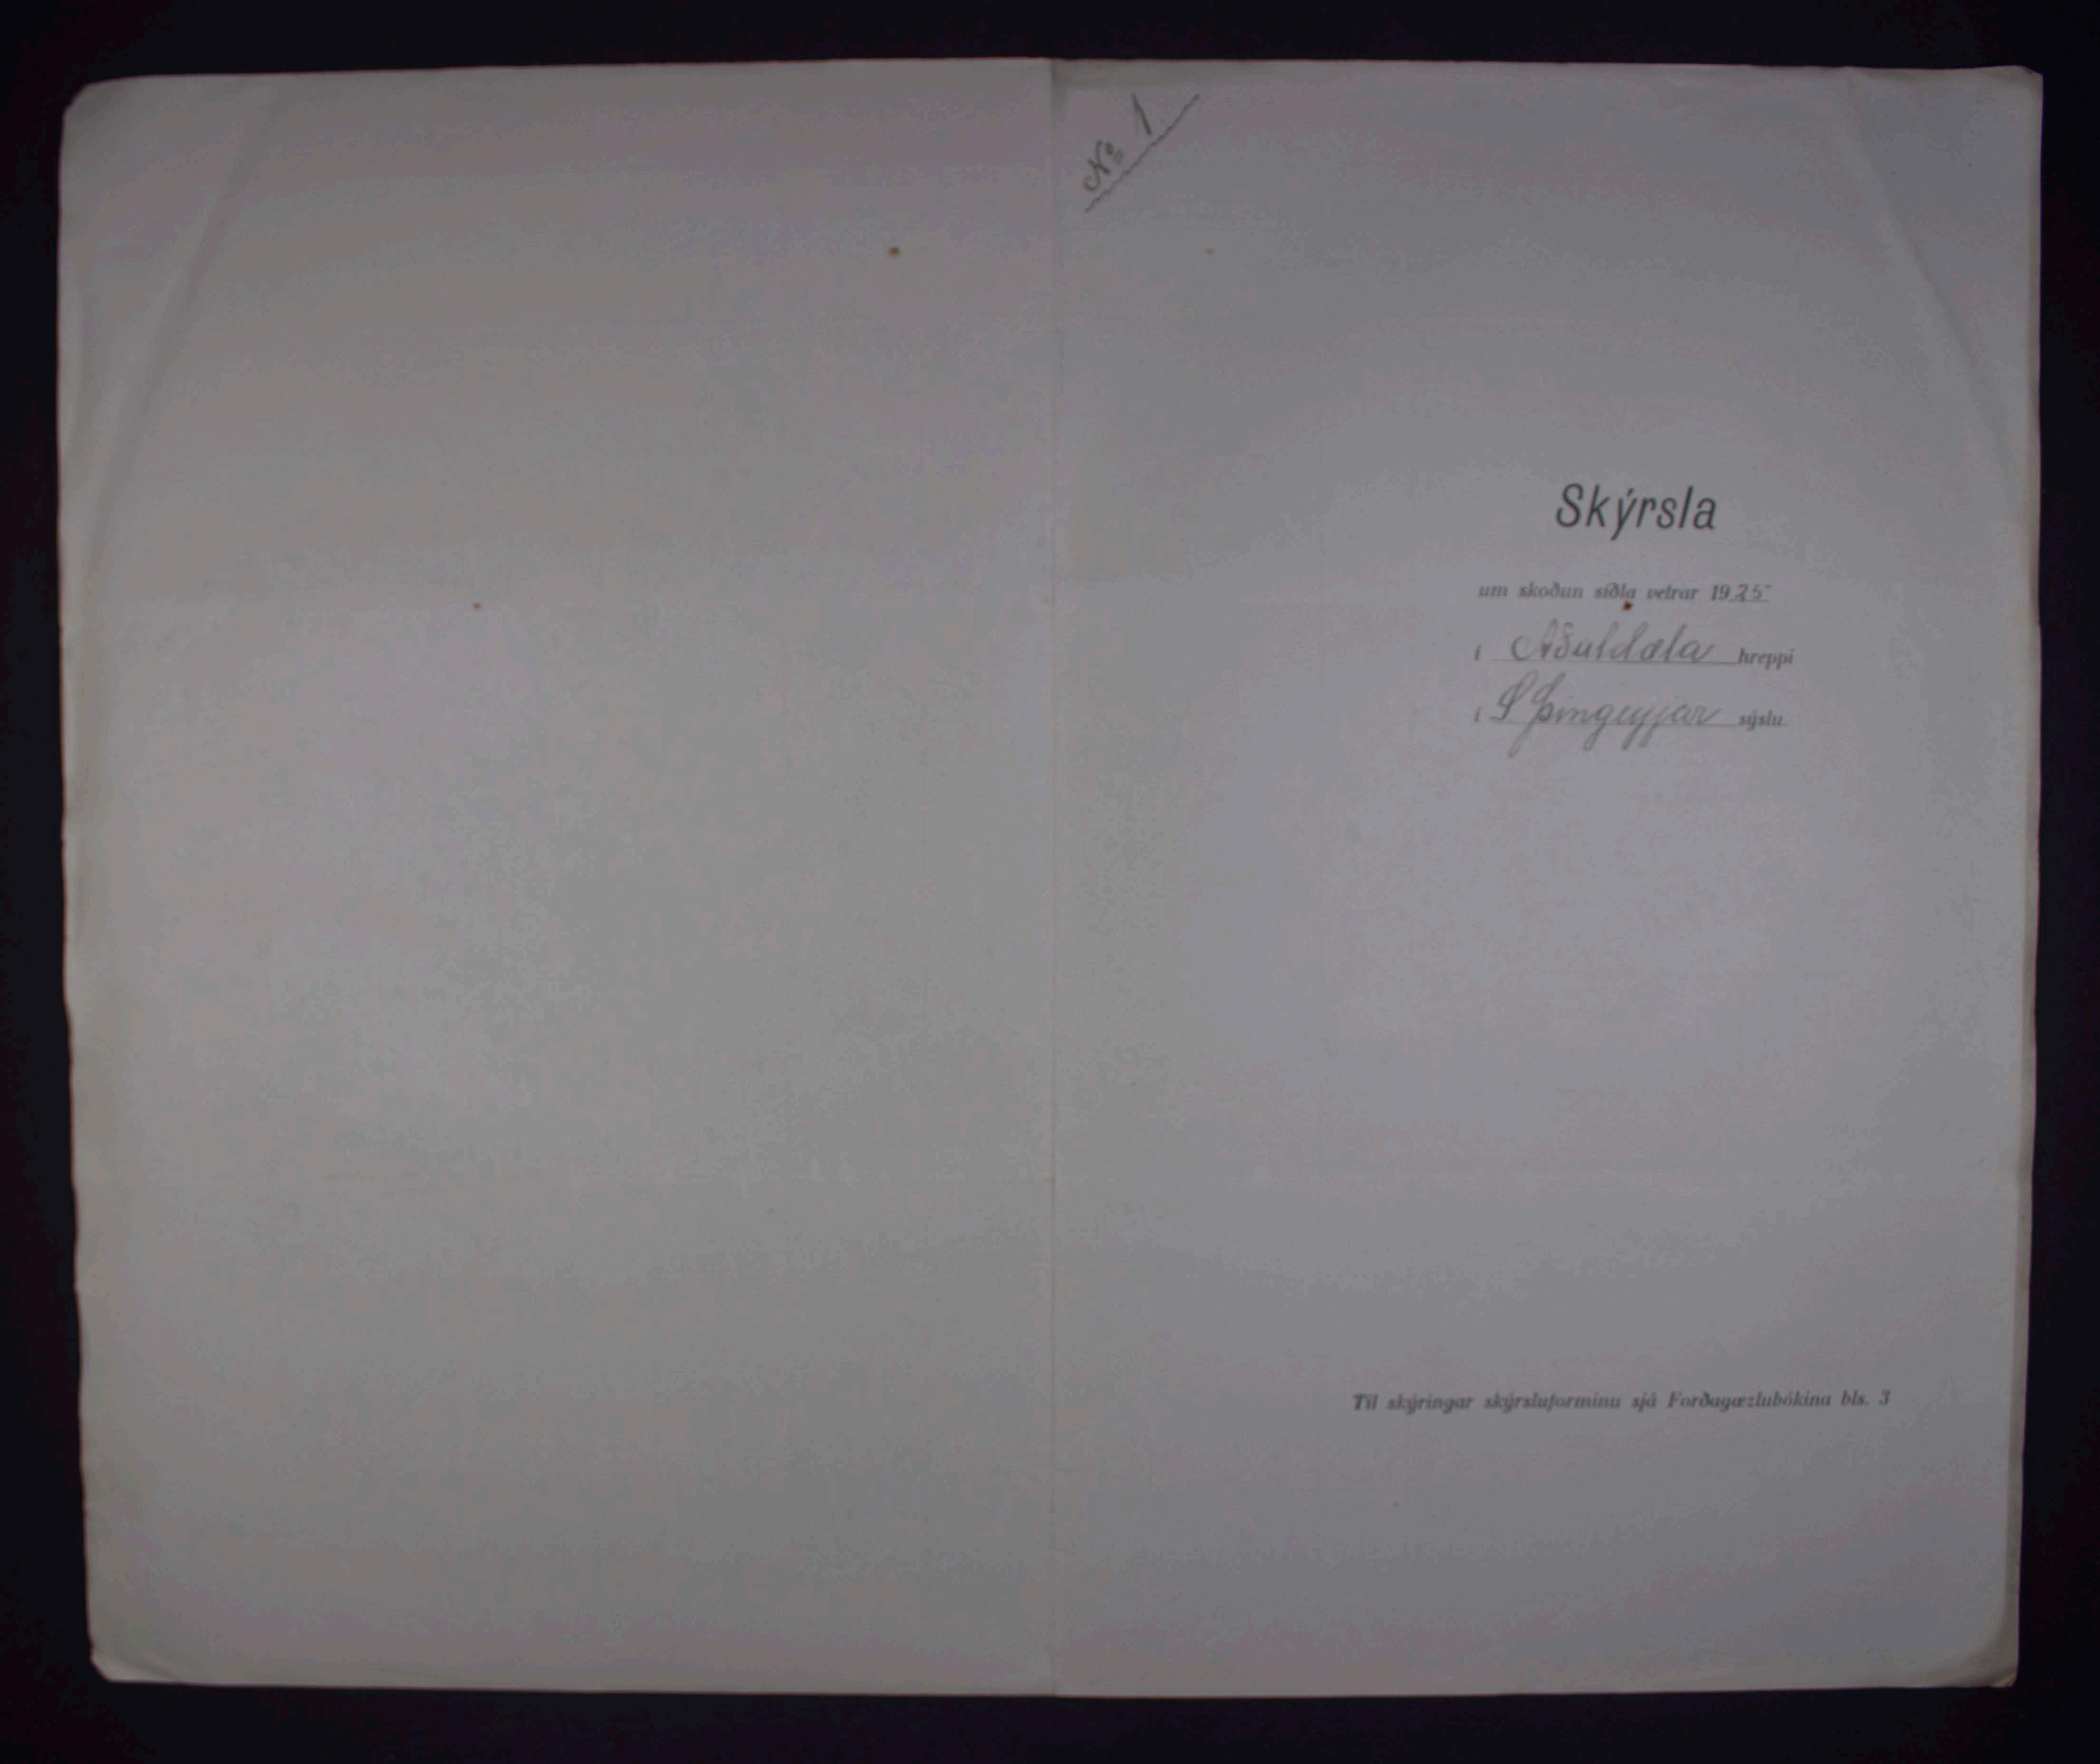 No 1
Skýrsla
um skoðun síðla vetrar 1925
í Aðaldæla hreppi
í S Þingeyjar sýslu
Til skýringar skýrsluforminu sjá Forðagæzlubókina bls. 3